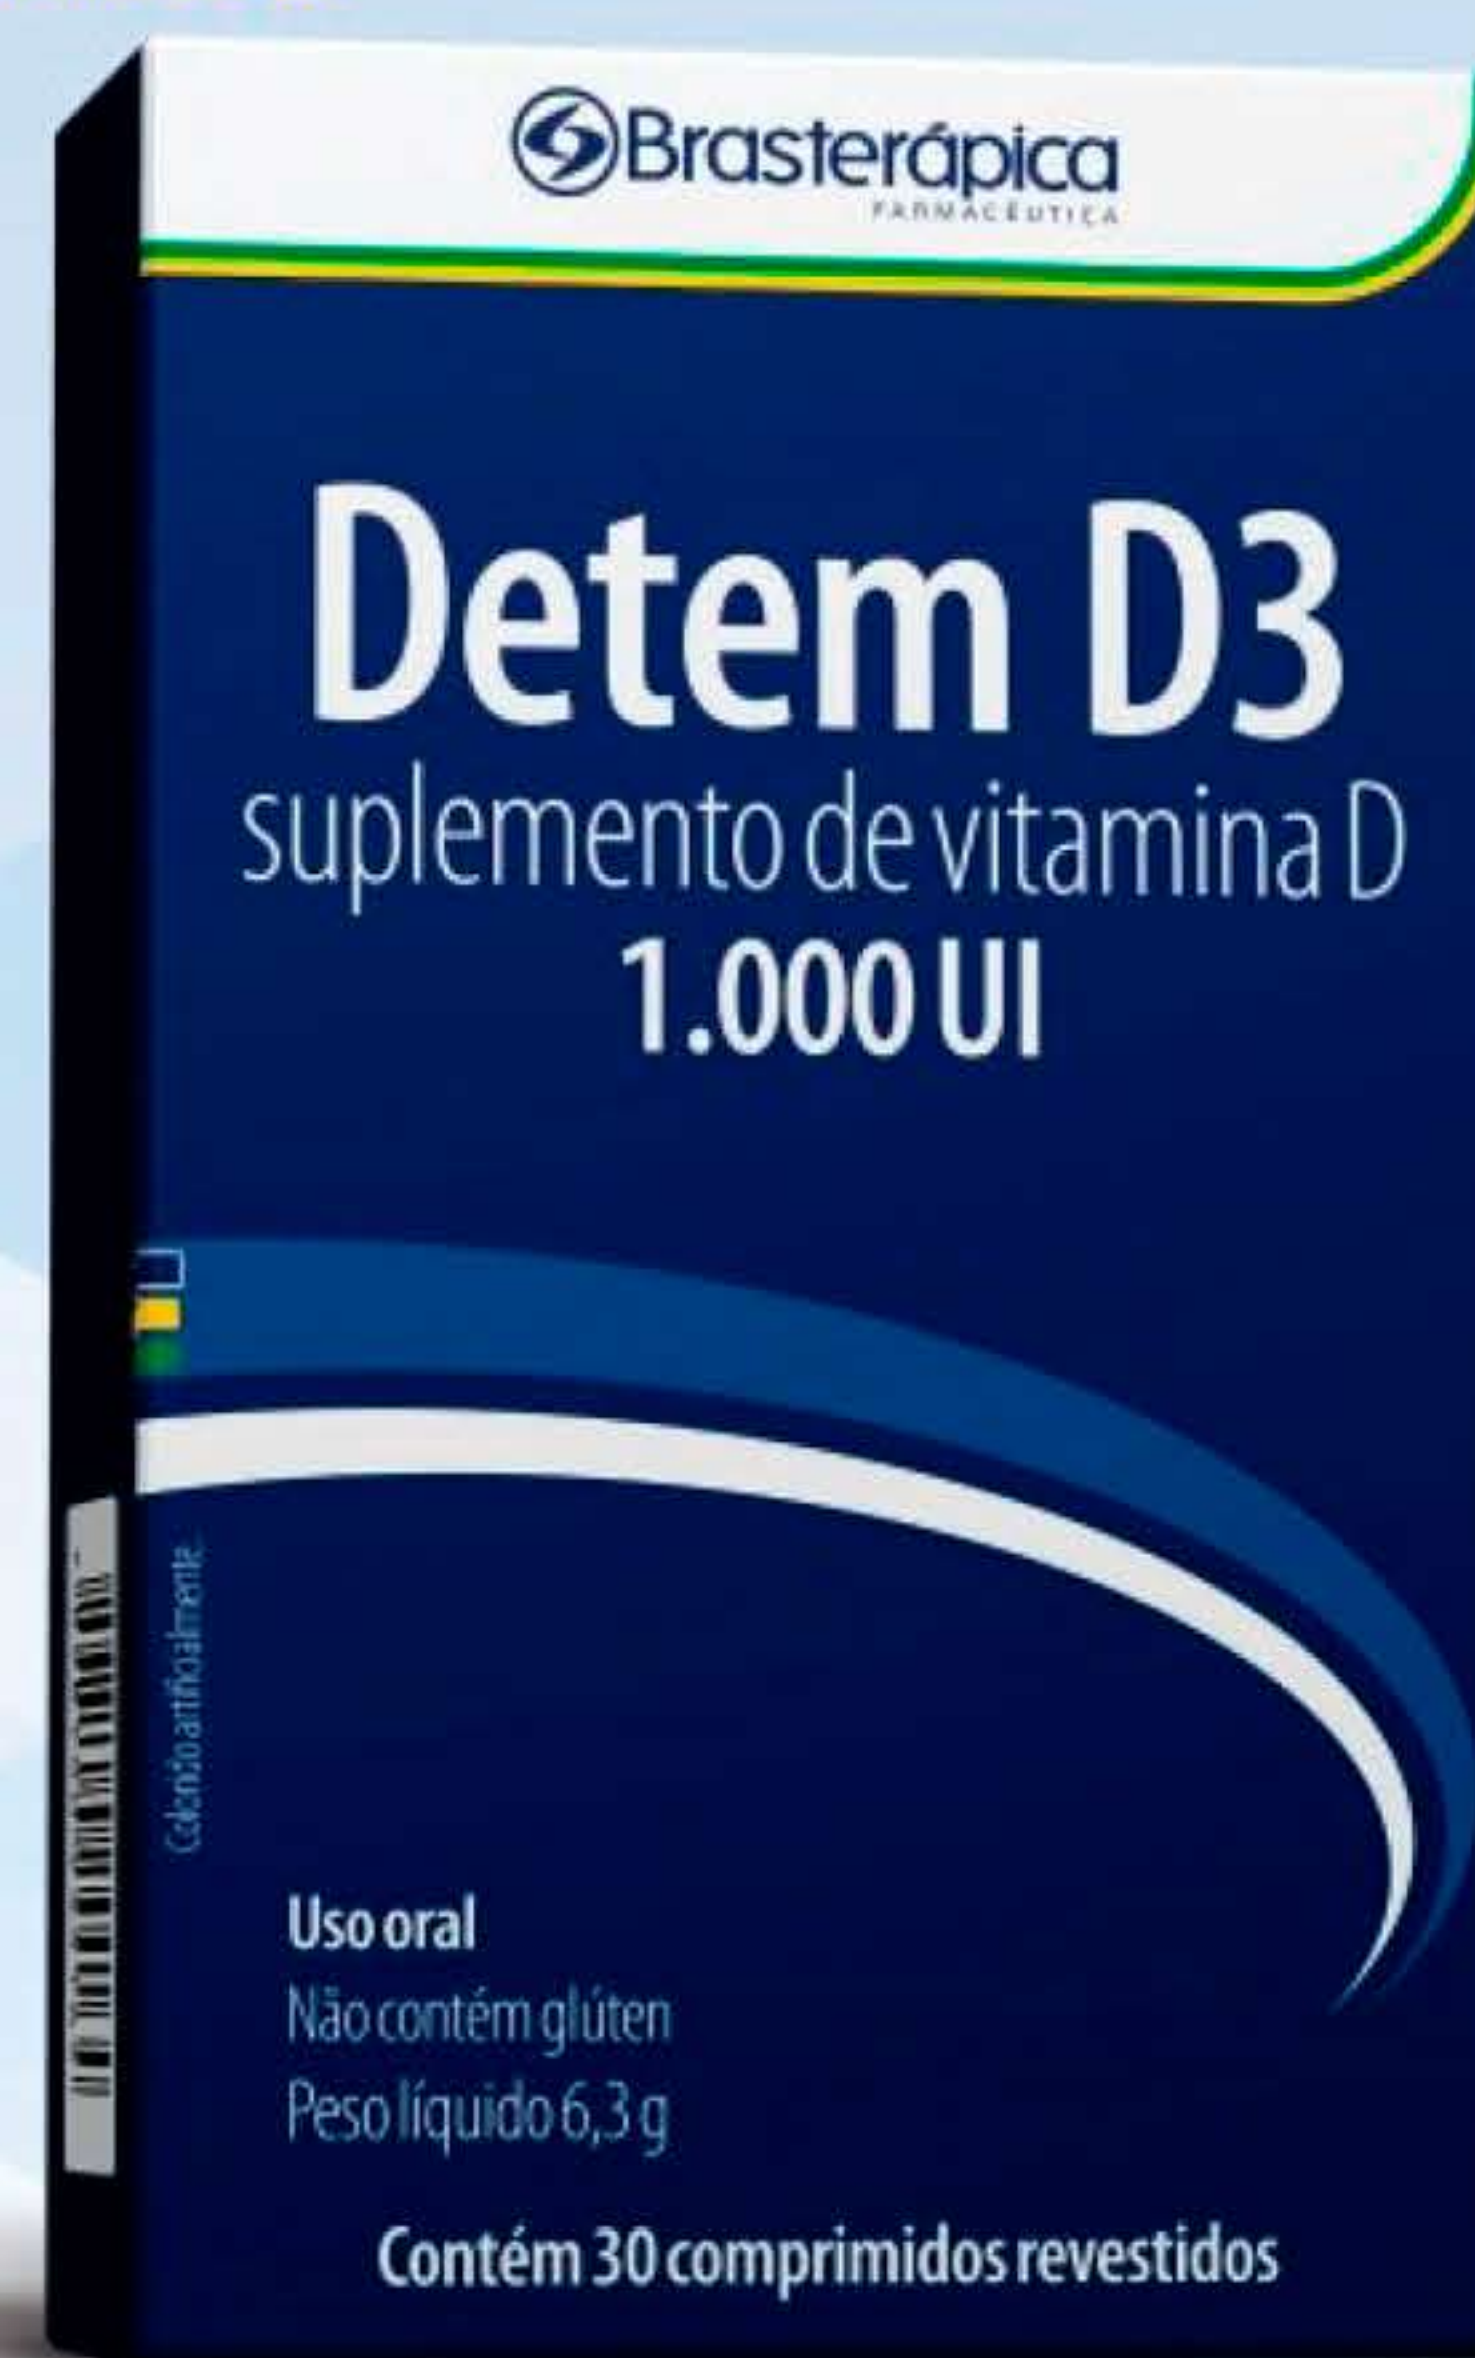 Brasterápica
FARMACÊUTICA
Detem D3
suplemento de vitamina D
1.000 UI
Colorido artificialmente.
Uso oral
Não contém glúten
Peso líquido 6,3 g
Contém 30 comprimidos revestidos